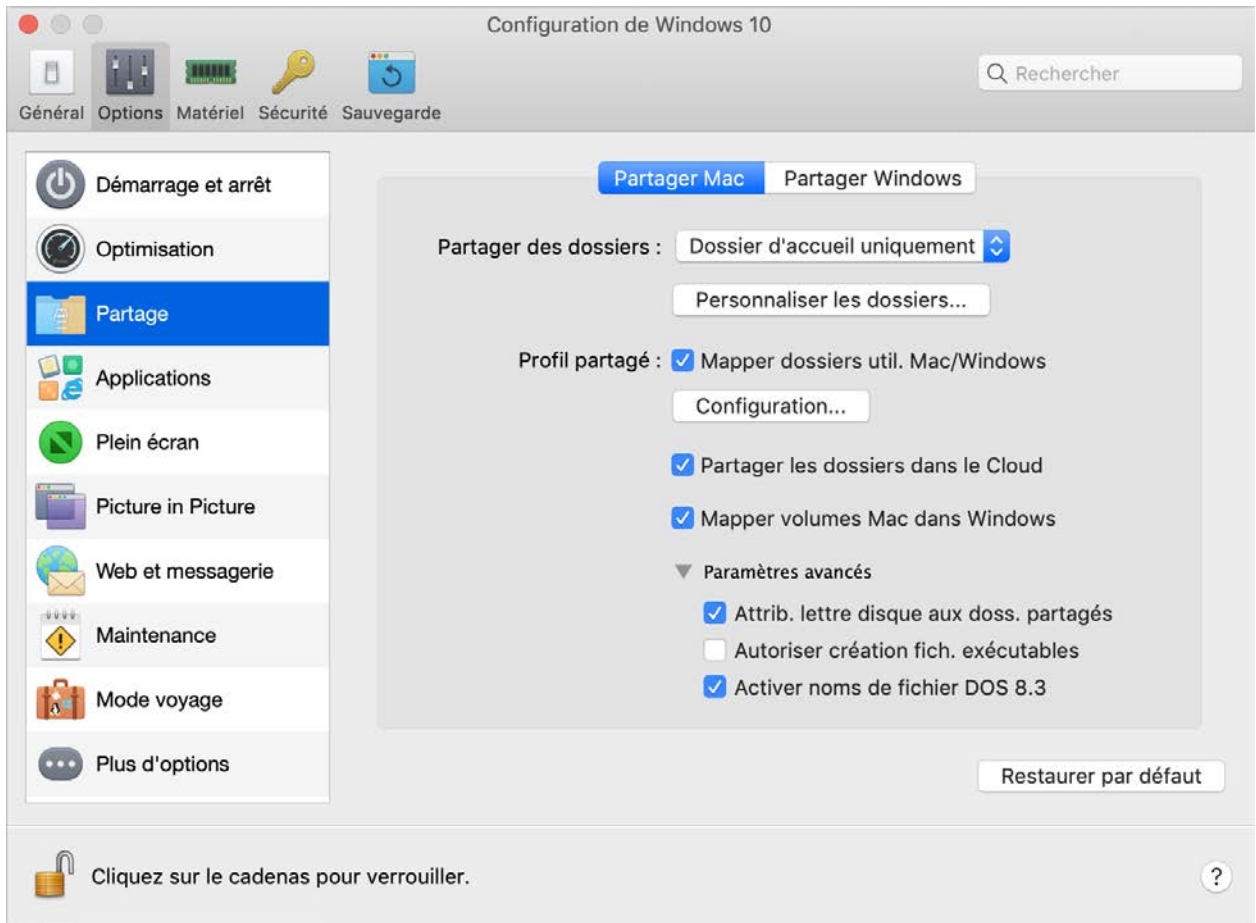 Configuration de Windows 10
Rechercher
Général Options Matériel Sécurité Sauvegarde
Démarrage et arrêt
Optimisation
Partage
Applications
Plein écran
Picture in Picture
Web et messagerie
Maintenance
Mode voyage
Plus d'options
Partager Mac Partager Windows
Partager des dossiers : Dossier d'accueil uniquement
Personnaliser les dossiers...
Profil partagé : Mapper dossiers util. Mac/Windows
Configuration...
Partager les dossiers dans le Cloud
Mapper volumes Mac dans Windows
Paramètres avancés
Attrib. lettre disque aux doss. partagés
Autoriser création fich. exécutables
Activer noms de fichier DOS 8.3
Restaurer par défaut
Cliquez sur le cadenas pour verrouiller.
?